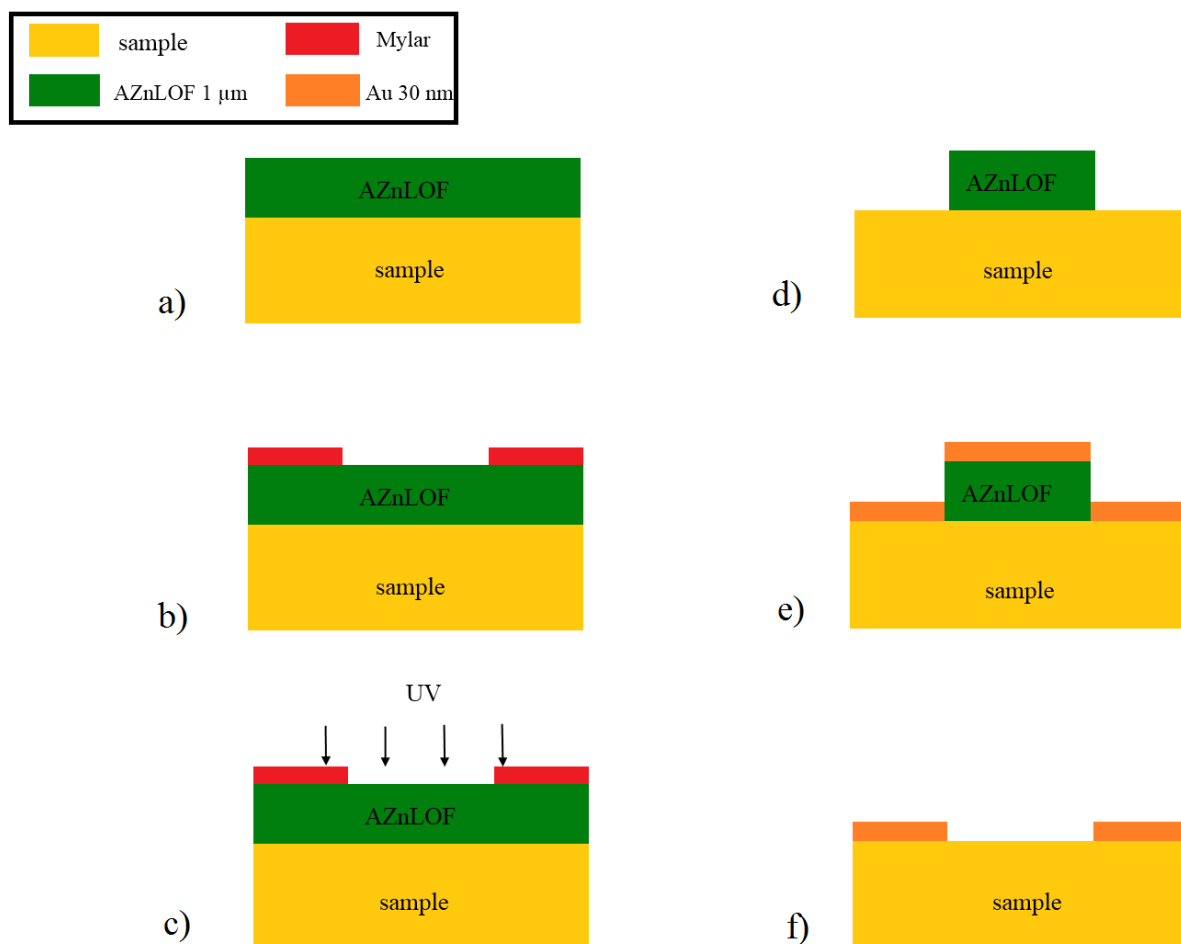 sample
Mylar
AZnLOF 1 µm
Au 30 nm
AZnLOF
sample
a)
AZnLOF
sample
b)
UV
AZnLOF
sample
c)
AZnLOF
sample
d)
AZnLOF
sample
e)
sample
f)